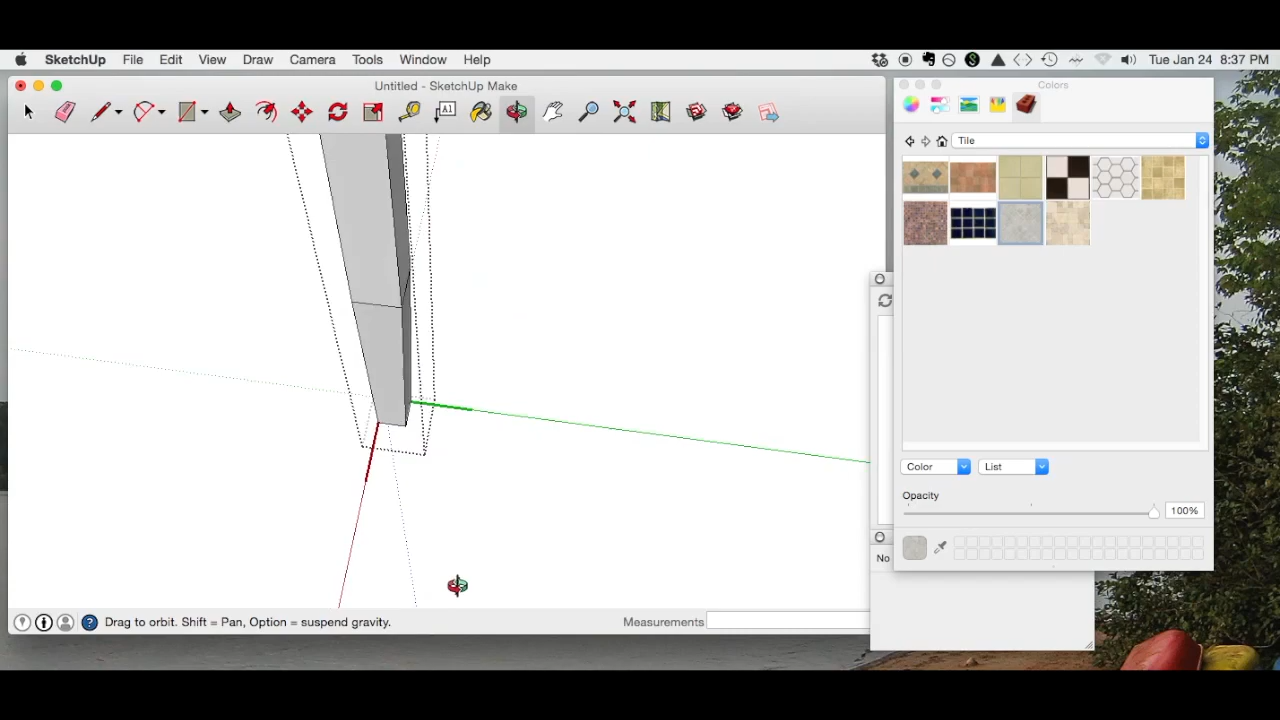 SketchUp File Edit View Draw Camera Tools Window Help Tue Jan 24 8:37 PM
Untitled - SketchUp Make
Colors
A1
Tile
Color
List
Opacity
100%
No
Drag to orbit. Shift = Pan, Option = suspend gravity.
Measurements